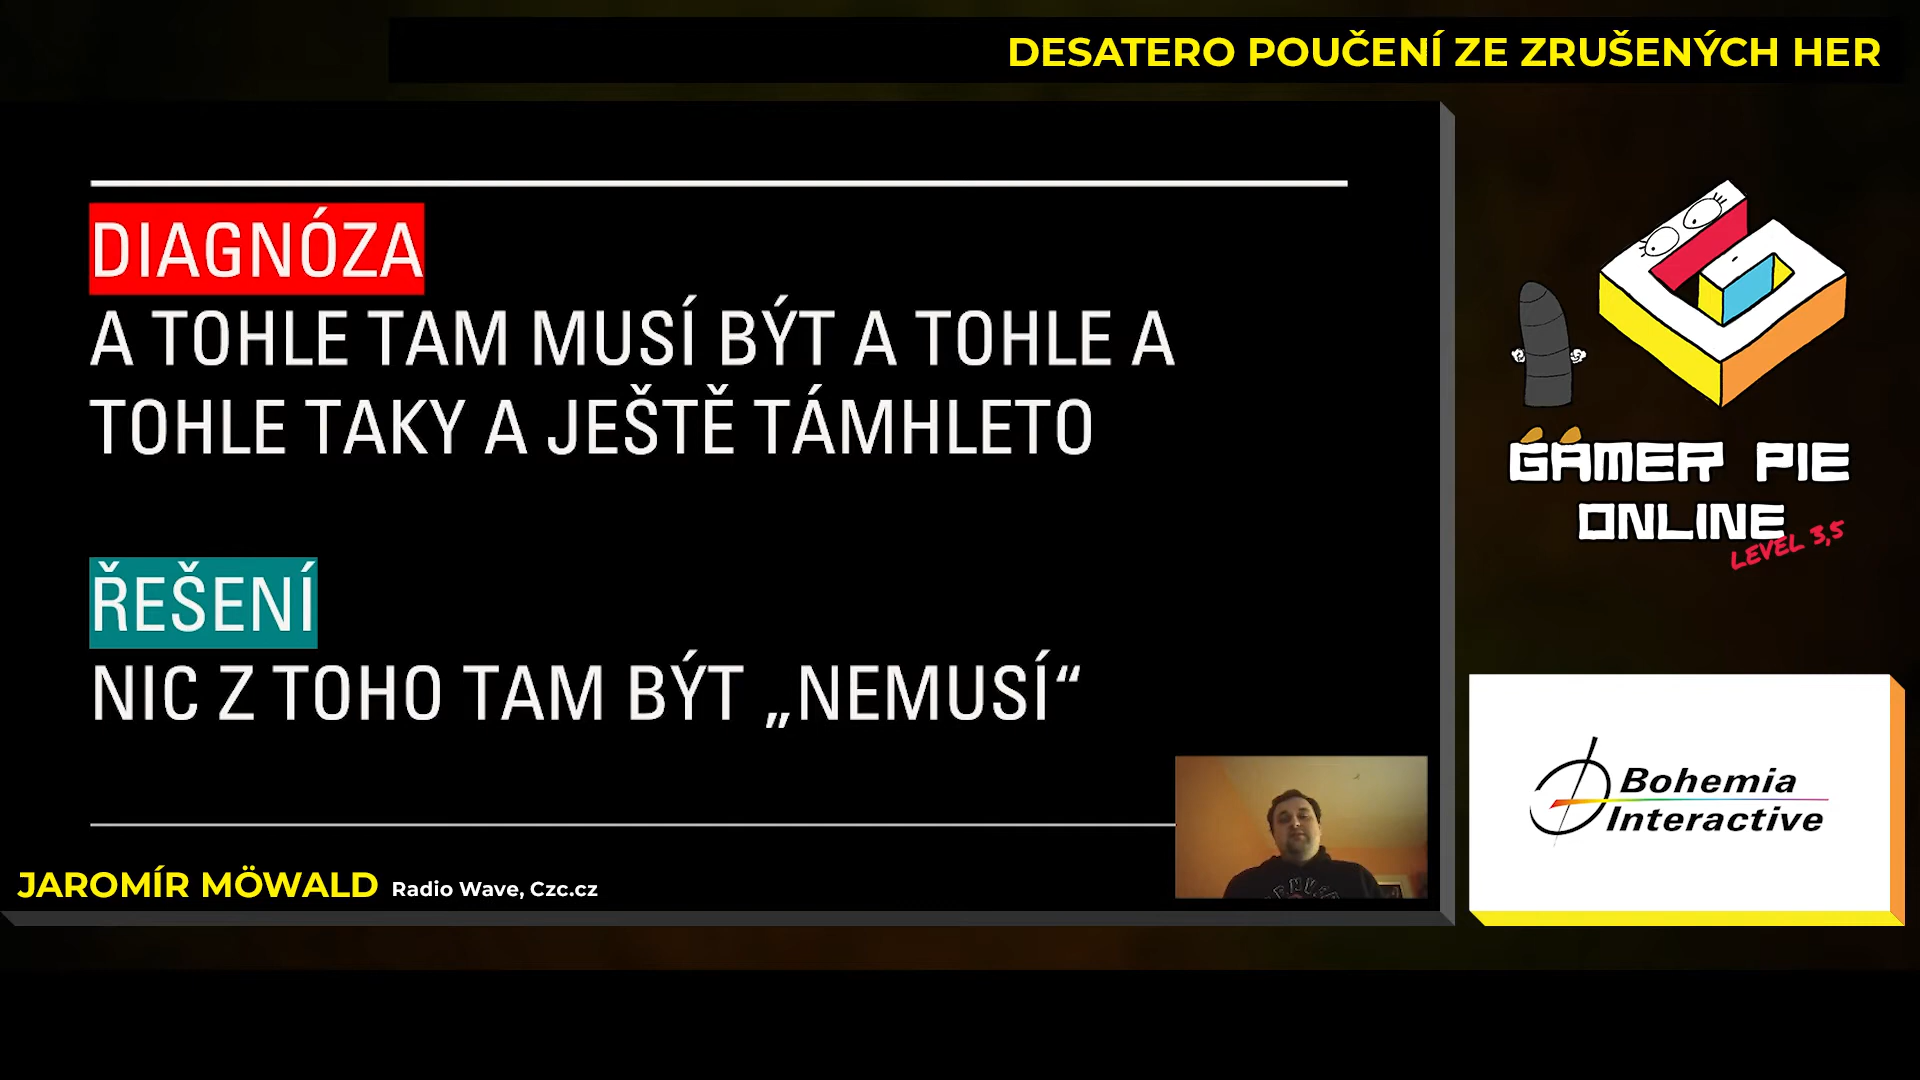 DESATERO POUČENÍ ZE ZRUŠENÝCH HER
DIAGNÓZA
A TOHLE TAM MUSÍ BÝT A TOHLE A
TOHLE TAKY A JEŠTĚ TÁMHLETO
ŘEŠENÍ
NIC Z TOHO TAM BÝT „NEMUSÍ“
JAROMÍR MÖWALD Radio Wave, Czc.cz
GAMER PIE
ONLINE
LEVEL 3,5
Bohemia
Interactive